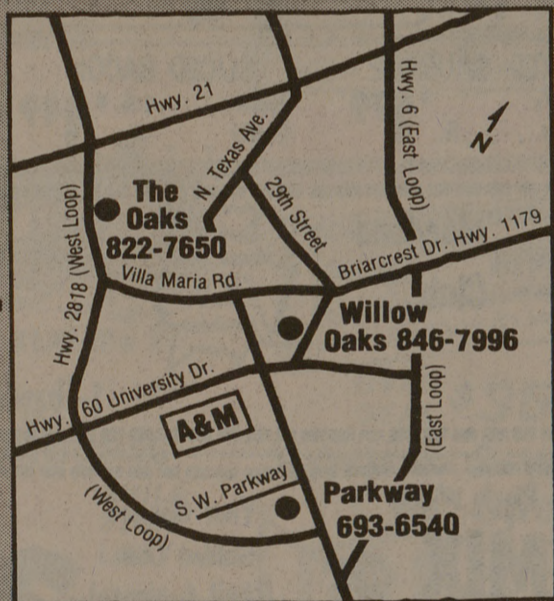 Hwy. 21
N. Texas Ave.
Hwy. 6 (East Loop)
N
The
Oaks
822-7650
29th Street
Hwy. 2818 (West Loop)
Villa Maria Rd.
Briarcrest Dr. Hwy. 1179
Willow
Oaks 846-7996
Hwy. 60 University Dr.
A&M
(East Loop)
(West Loop)
S.W. Parkway
Parkway
693-6540